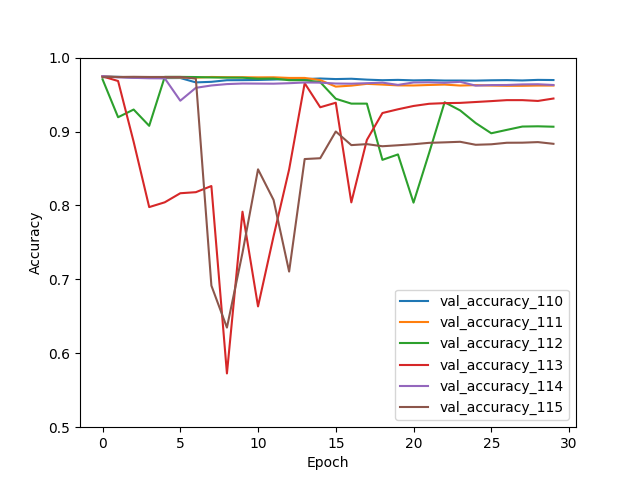 1.0
0.9
0.8
0.7
0.6
0.5
Accuracy
0 5 10 15 20 25 30
Epoch
val_accuracy_110
val_accuracy_111
val_accuracy_112
val_accuracy_113
val_accuracy_114
val_accuracy_115